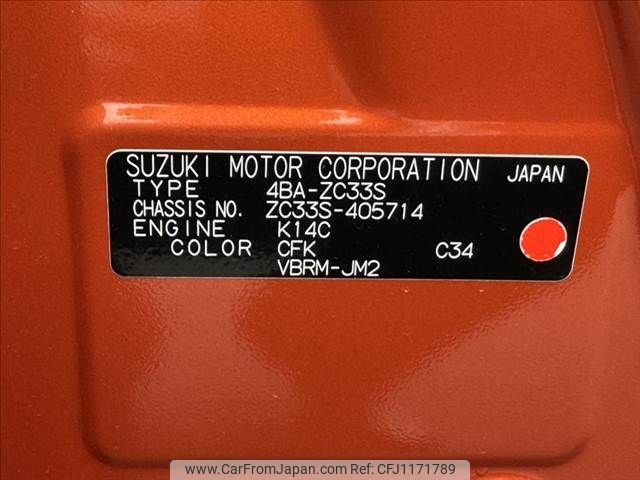 SUZUKI MOTOR CORPORATION JAPAN
TYPE 4BA-ZC33S
CHASSIS NO. ZC33S-405714
ENGINE K14C
COLOR CFK C34
VBRM-JM2
www.CarFromJapan.com CFJ1171789